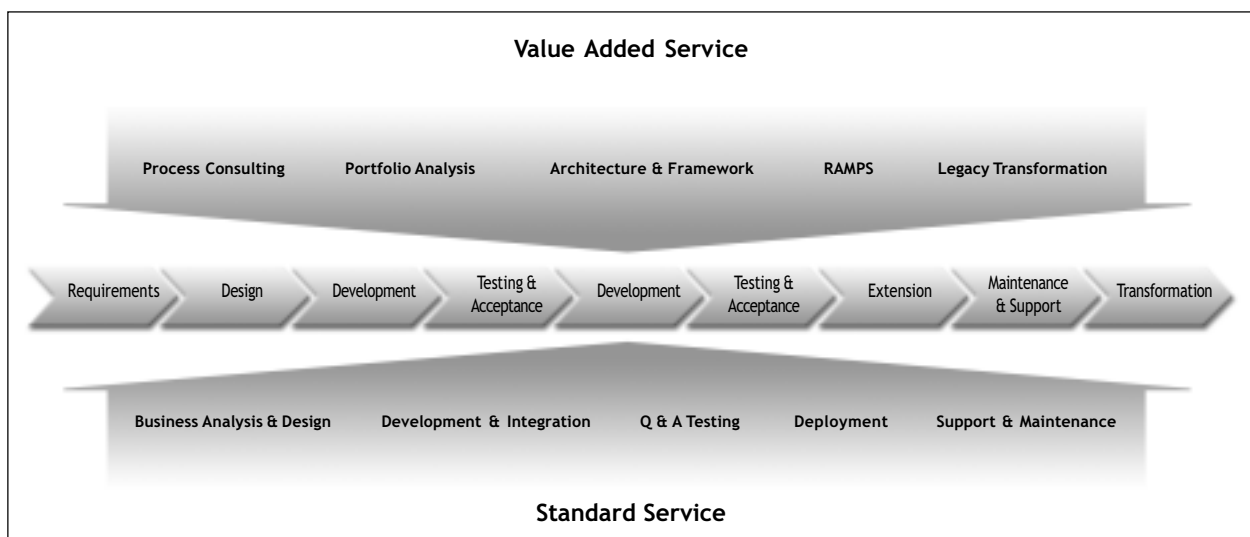 Value Added Service
Process Consulting Portfolio Analysis Architecture & Framework RAMPS Legacy Transformation
Requirements Design Development Testing & Acceptance Development Testing & Acceptance Extension Maintenance & Support Transformation
Business Analysis & Design Development & Integration Q & A Testing Deployment Support & Maintenance
Standard Service